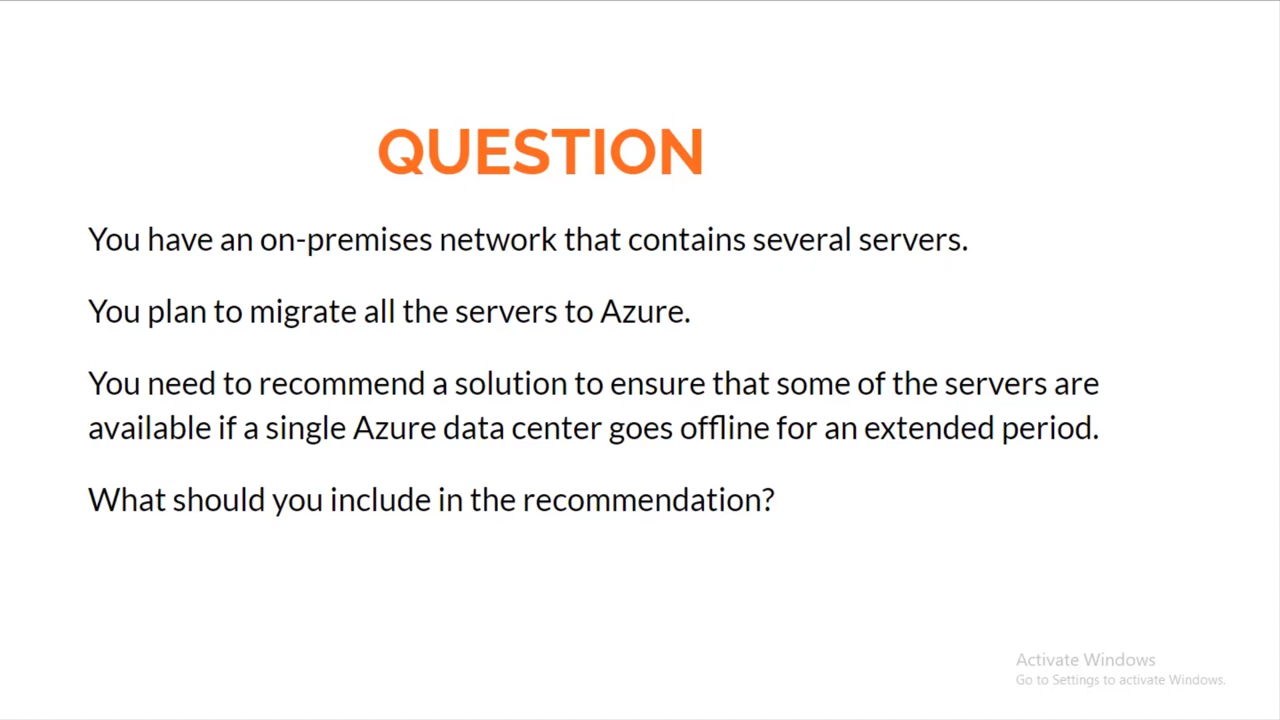 QUESTION
You have an on-premises network that contains several servers.
You plan to migrate all the servers to Azure.
You need to recommend a solution to ensure that some of the servers are
available if a single Azure data center goes offline for an extended period.
What should you include in the recommendation?
Activate Windows
Go to Settings to activate Windows.